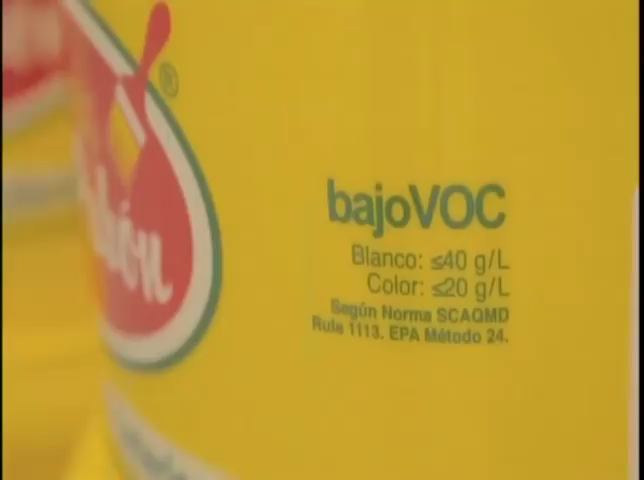 ®
bajoVOC
Blanco: ≤40 g/L
Color: ≤20 g/L
Según Norma SCAQMD
Rule 1113. EPA Método 24.